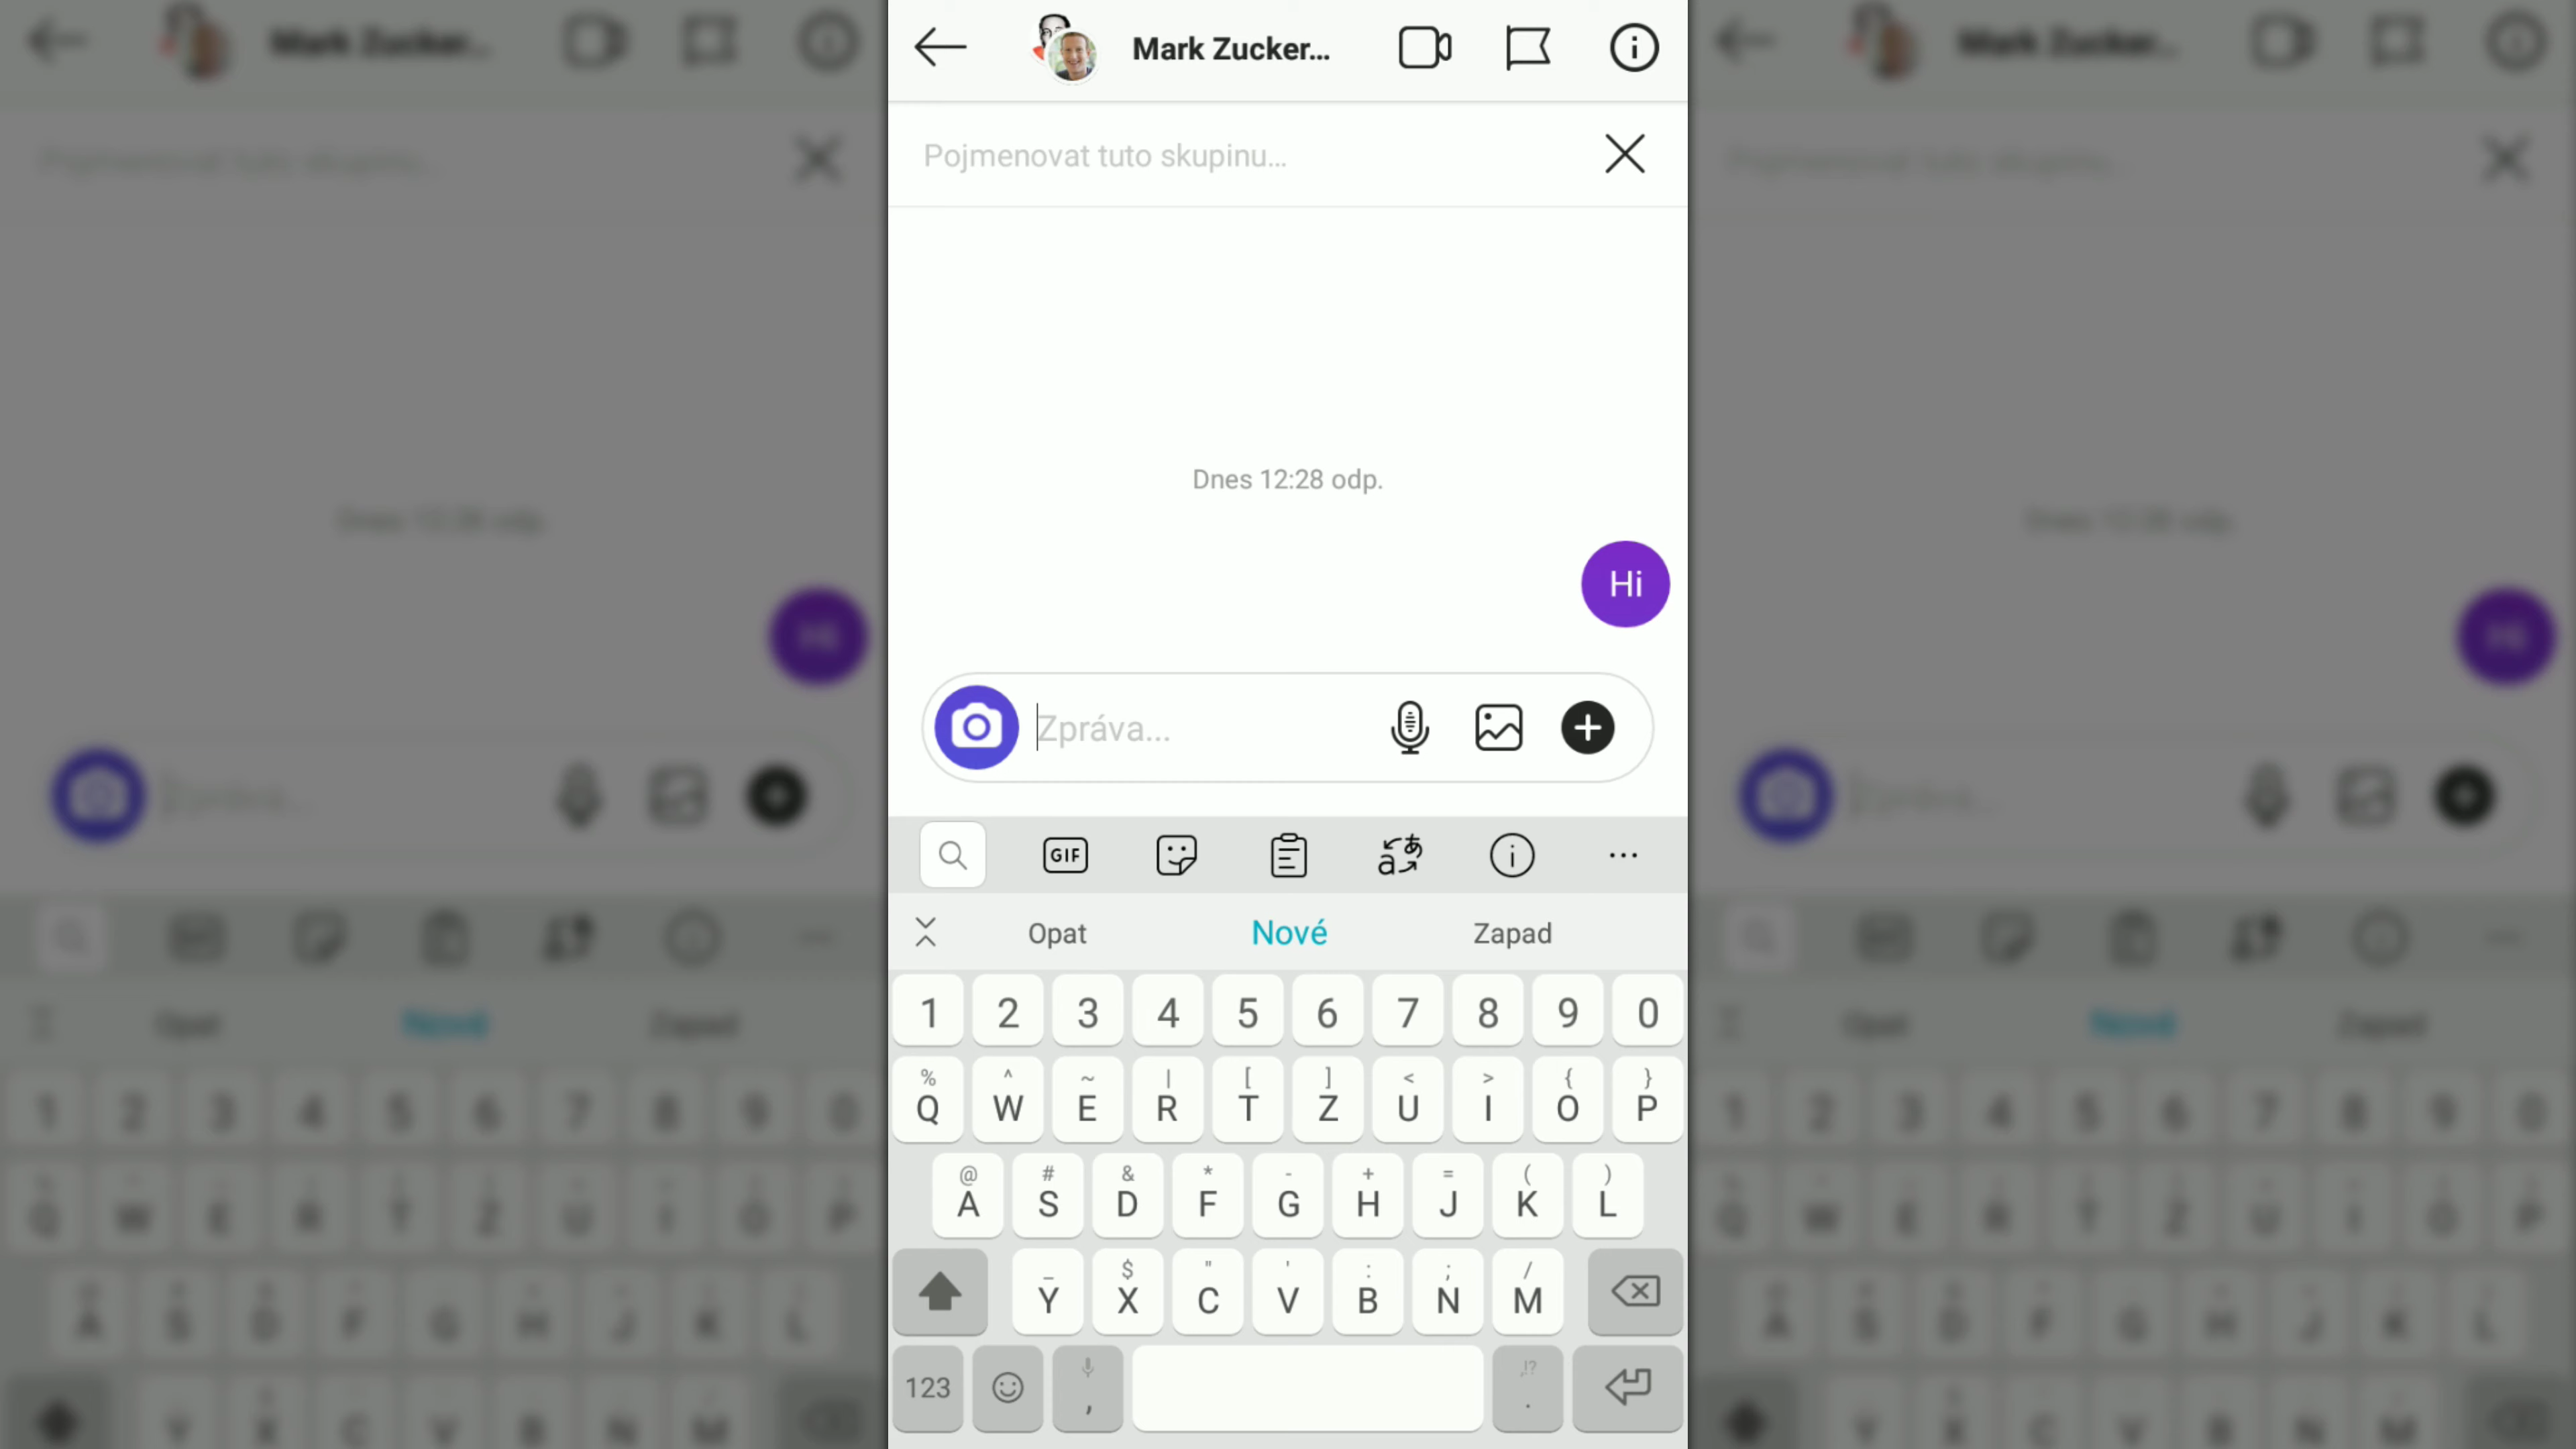 Mark Zucker...
Pojmenovat tuto skupinu...
Dnes 12:28 odp.
Hi
Zpráva...
GIF
Opat Nové Zapad
1 2 3 4 5 6 7 8 9 0
% ^ ~ | [ ] < > { }
Q W E R T Z U I O P
@ # & * - + = ( )
A S D F G H J K L
_ $ " ' : ; /
Y X C V B N M
123 , .
,!?